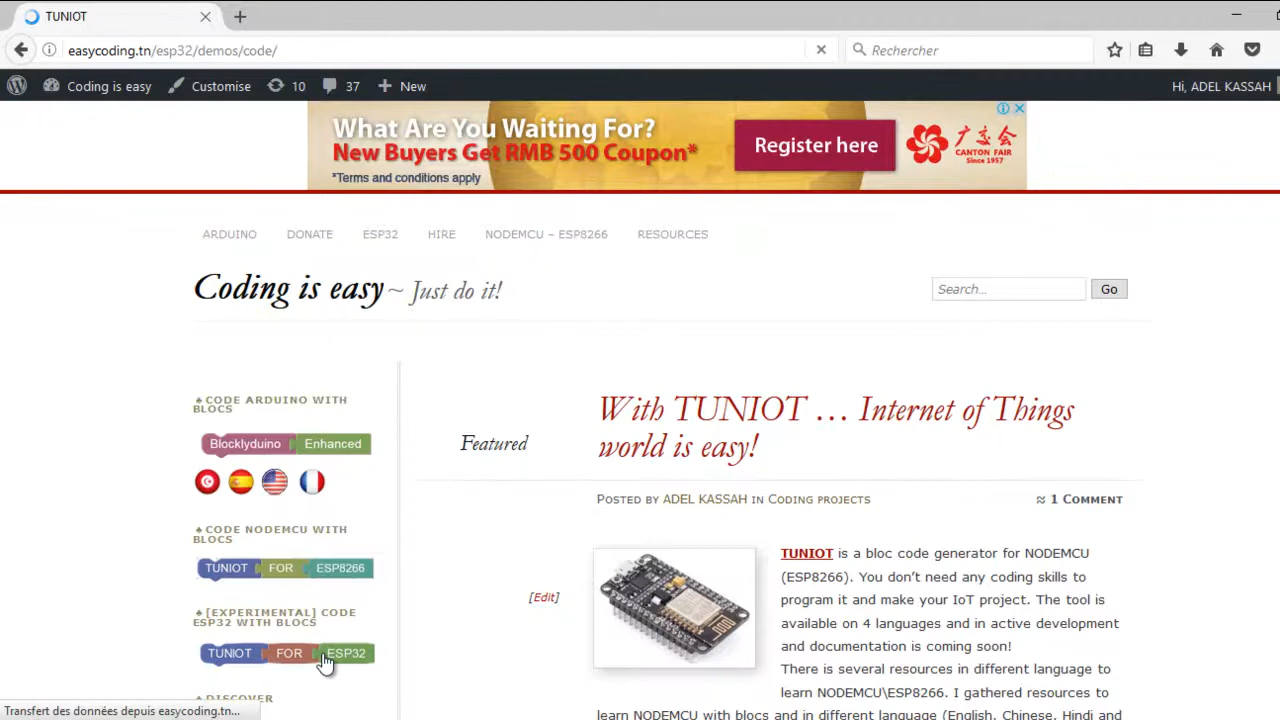 TUNIOT
easycoding.tn/esp32/demos/code/
Rechercher
Coding is easy
Customise
10
37
New
Hi, ADEL KASSAH
What Are You Waiting For?
New Buyers Get RMB 500 Coupon*
*Terms and conditions apply
Register here
广交会
CANTON FAIR
Since 1957
ARDUINO DONATE ESP32 HIRE NODEMCU – ESP8266 RESOURCES
Coding is easy ~ Just do it!
Search...
Go
♠ CODE ARDUINO WITH
BLOCS
Blocklyduino Enhanced
♠ CODE NODEMCU WITH
BLOCS
TUNIOT FOR ESP8266
♠ [EXPERIMENTAL] CODE
ESP32 WITH BLOCS
TUNIOT FOR ESP32
♠ DISCOVER
Featured
With TUNIOT ... Internet of Things
world is easy!
POSTED BY ADEL KASSAH IN CODING PROJECTS
≈ 1 COMMENT
[Edit]
TUNIOT is a bloc code generator for NODEMCU
(ESP8266). You don't need any coding skills to
program it and make your IoT project. The tool is
available on 4 languages and in active development
and documentation is coming soon!
There is several resources in different language to
learn NODEMCU\ESP8266. I gathered resources to
learn NODEMCU with blocs and in different language (English, Chinese, Hindi and
Transfert des données depuis easycoding.tn...